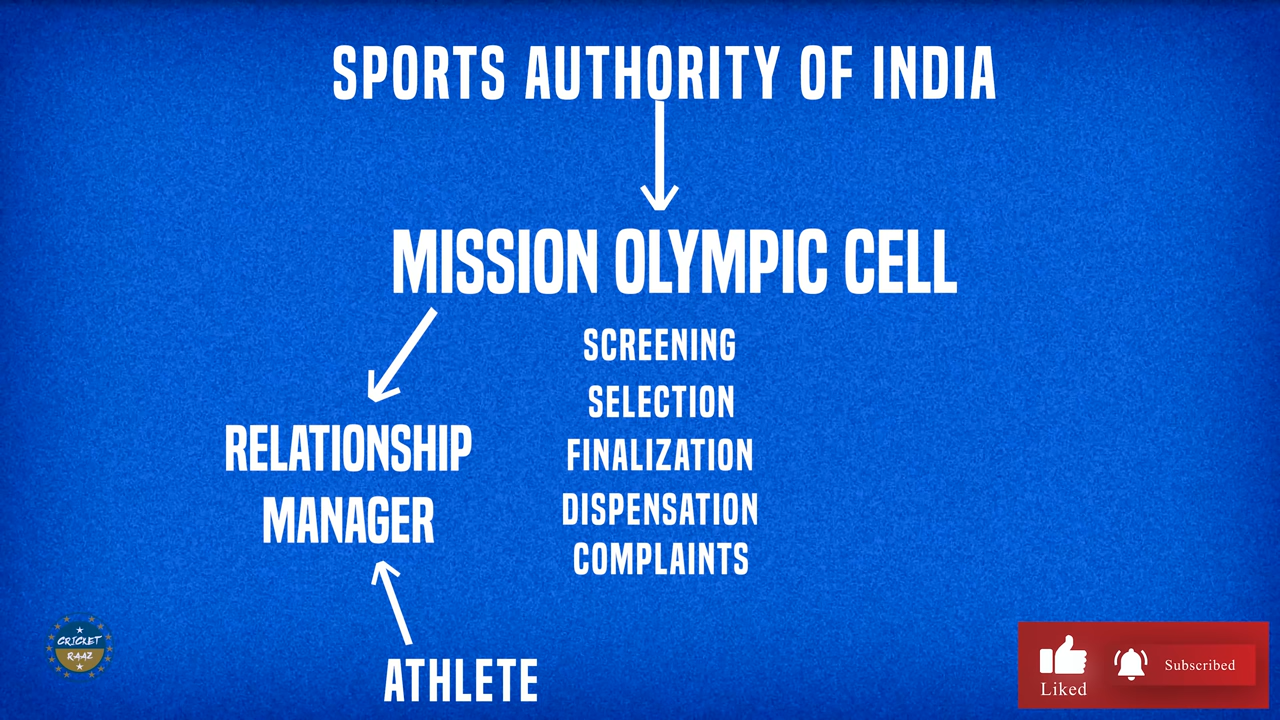 SPORTS AUTHORITY OF INDIA
MISSION OLYMPIC CELL
SCREENING
SELECTION
FINALIZATION
DISPENSATION
COMPLAINTS
RELATIONSHIP
MANAGER
ATHLETE
CRICKET
RAAZ
Liked
Subscribed